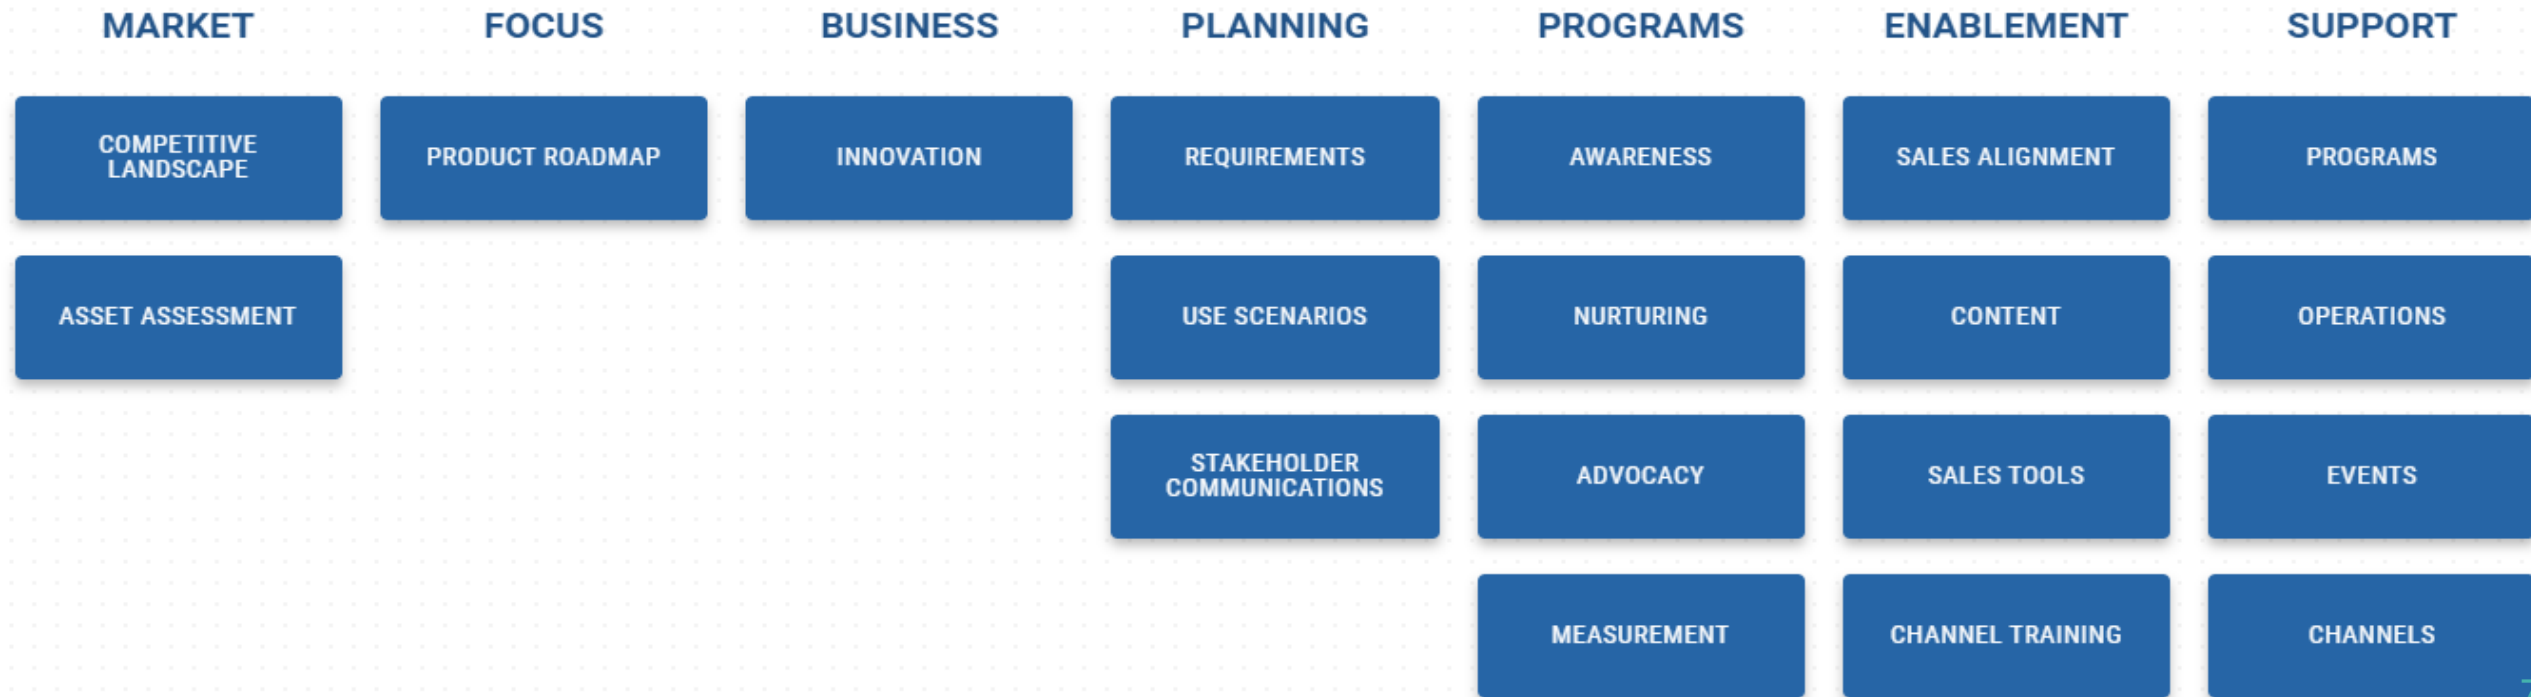 MARKET FOCUS BUSINESS PLANNING PROGRAMS ENABLEMENT SUPPORT
COMPETITIVE
LANDSCAPE
PRODUCT ROADMAP
INNOVATION
REQUIREMENTS
AWARENESS
SALES ALIGNMENT
PROGRAMS
ASSET ASSESSMENT
USE SCENARIOS
NURTURING
CONTENT
OPERATIONS
STAKEHOLDER
COMMUNICATIONS
ADVOCACY
SALES TOOLS
EVENTS
MEASUREMENT
CHANNEL TRAINING
CHANNELS